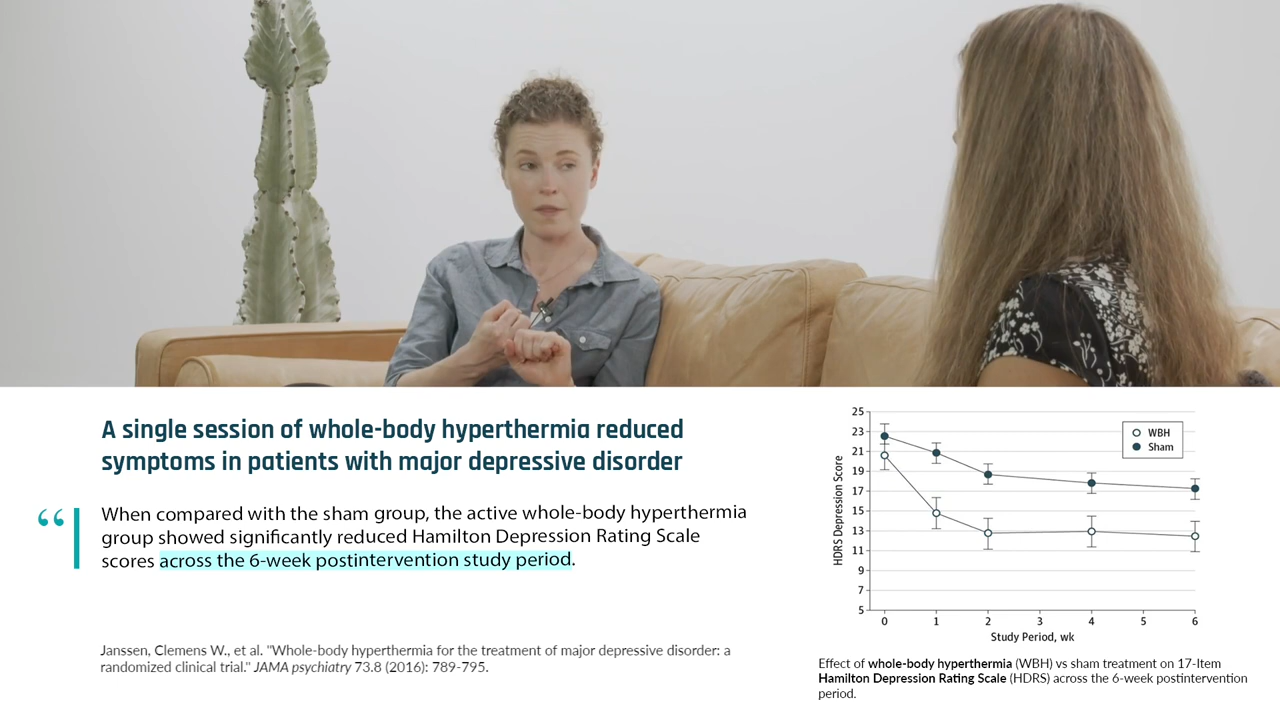 A single session of whole-body hyperthermia reduced
symptoms in patients with major depressive disorder
“
When compared with the sham group, the active whole-body hyperthermia
group showed significantly reduced Hamilton Depression Rating Scale
scores across the 6-week postintervention study period.
Janssen, Clemens W., et al. "Whole-body hyperthermia for the treatment of major depressive disorder: a
randomized clinical trial." JAMA psychiatry 73.8 (2016): 789-795.
HDRS Depression Score
25
23
21
19
17
15
13
11
9
7
5
WBH
Sham
0 1 2 3 4 5 6
Study Period, wk
Effect of whole-body hyperthermia (WBH) vs sham treatment on 17-Item
Hamilton Depression Rating Scale (HDRS) across the 6-week postintervention
period.